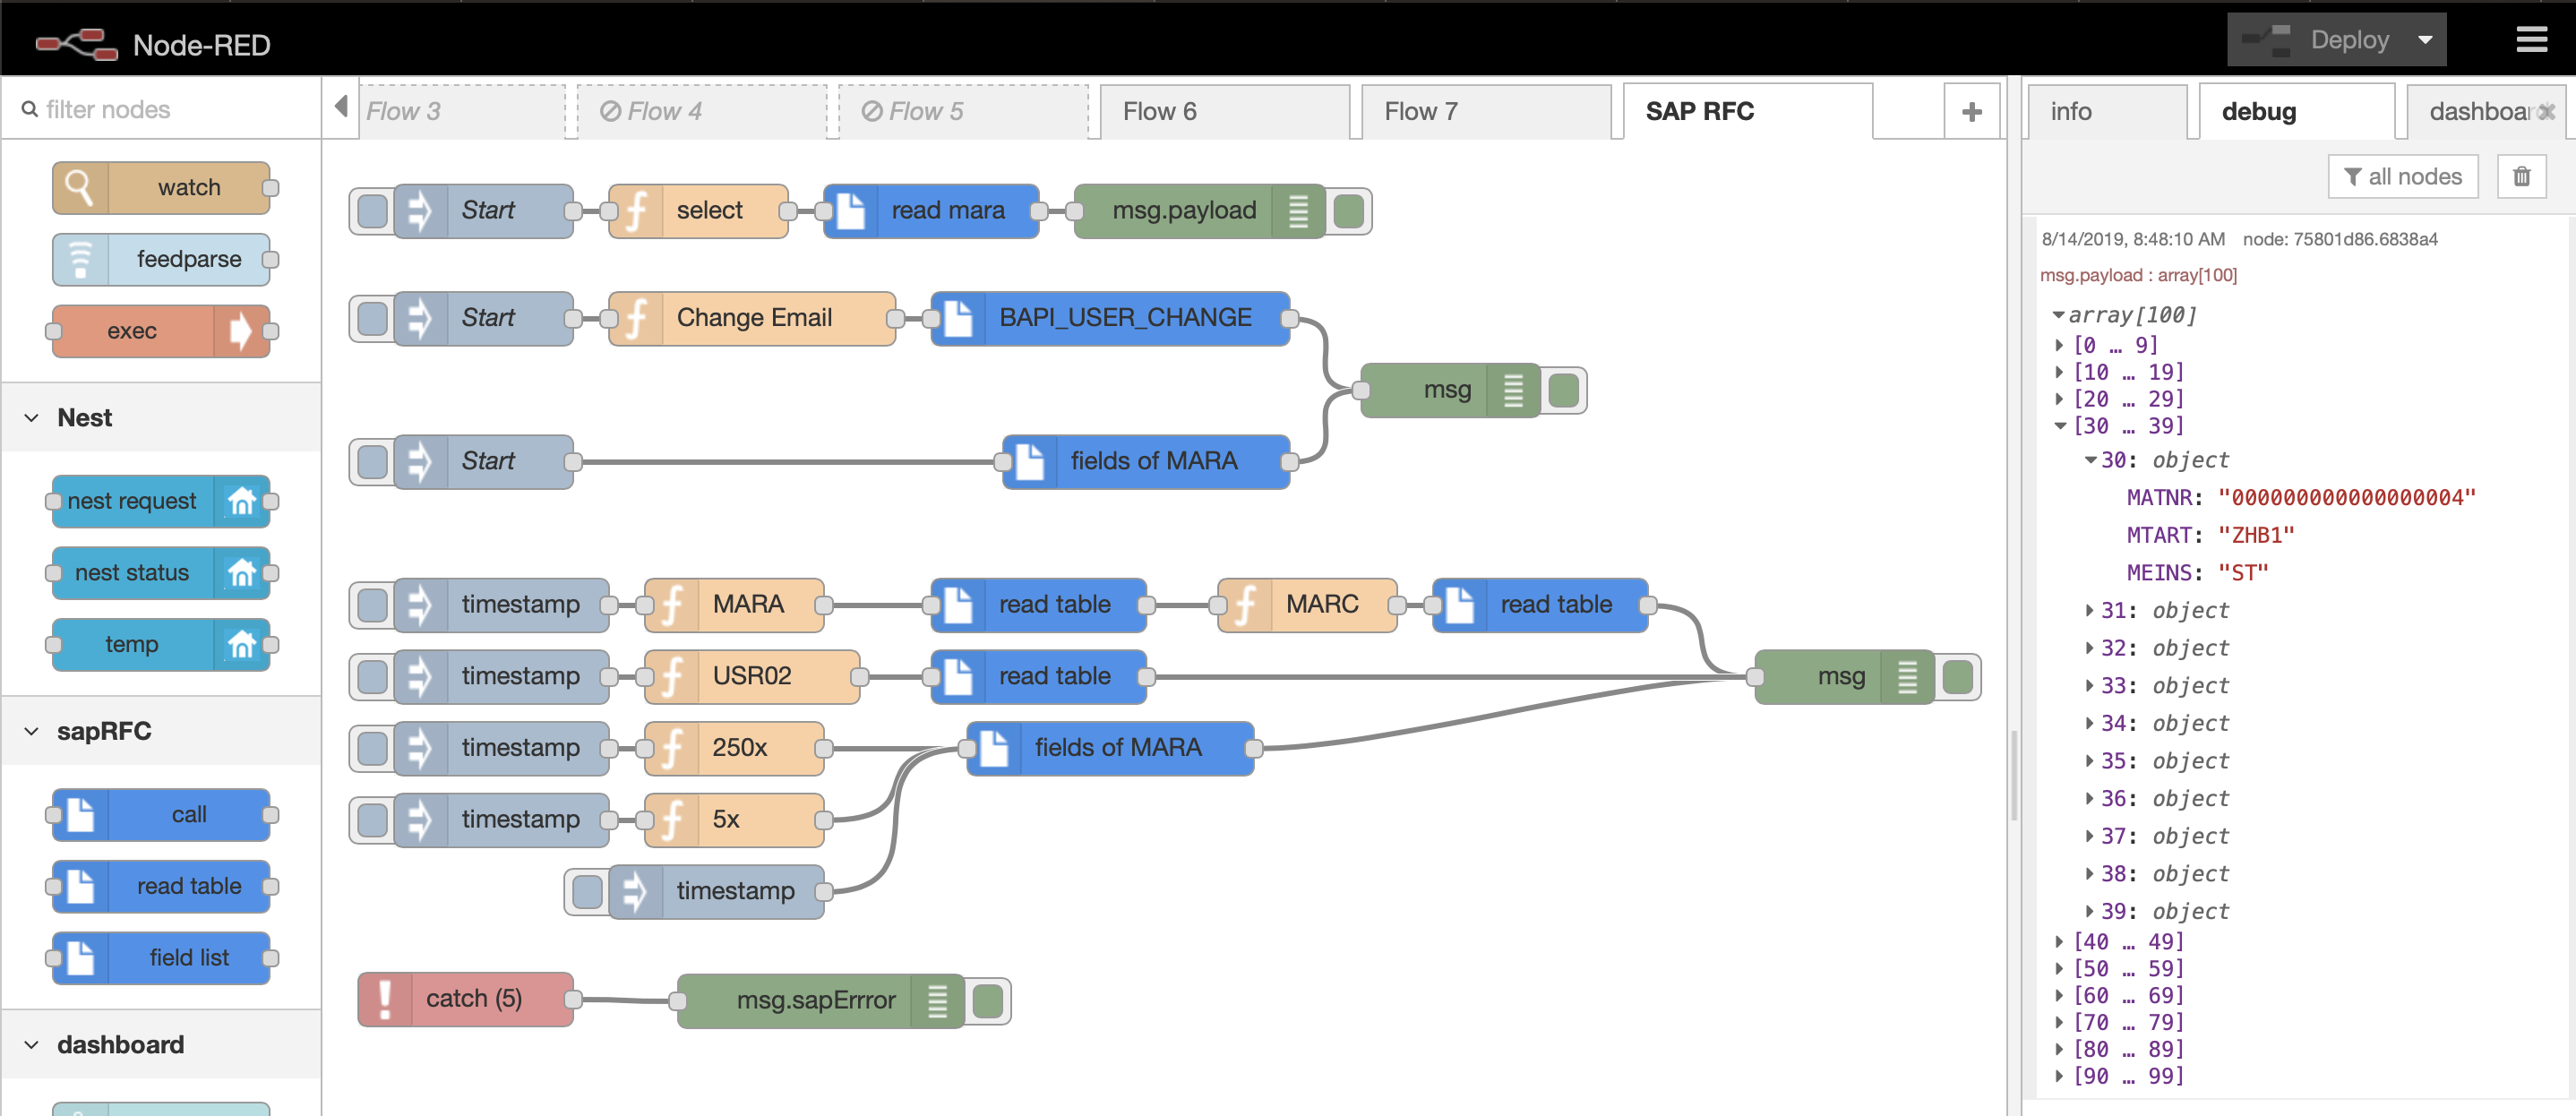 Node-RED
Deploy
filter nodes
Flow 3
Flow 4
Flow 5
Flow 6
Flow 7
SAP RFC
info
debug
all nodes
watch
feedparse
exec
Nest
nest request
nest status
temp
sapRFC
call
read table
field list
dashboard
Start
select
read mara
msg.payload
Start
Change Email
BAPI_USER_CHANGE
msg
Start
fields of MARA
timestamp
MARA
read table
MARC
read table
timestamp
USR02
read table
msg
timestamp
250x
fields of MARA
timestamp
5x
timestamp
catch (5)
msg.sapErrror
8/14/2019, 8:48:10 AM node: 75801d86.6838a4
msg.payload : array[100]
array[100]
[0 … 9]
[10 … 19]
[20 … 29]
[30 … 39]
30: object
MATNR: "000000000000000004"
MTART: "ZHB1"
MEINS: "ST"
31: object
32: object
33: object
34: object
35: object
36: object
37: object
38: object
39: object
[40 … 49]
[50 … 59]
[60 … 69]
[70 … 79]
[80 … 89]
[90 … 99]